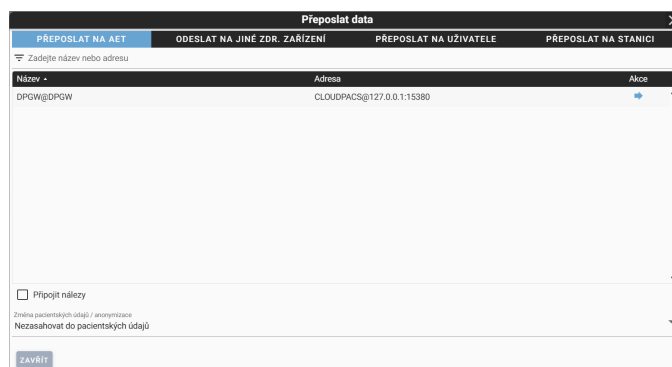 Přeposlat data
PŘEPOSLAT NA AET ODESLAT NA JINÉ ZDR. ZAŘÍZENÍ PŘEPOSLAT NA UŽIVATELE PŘEPOSLAT NA STANICI
Zadejte název nebo adresu
Název Adresa Akce
DPGW@DPGW CLOUDPACS@127.0.0.1:15380
Připojit nálezy
Změna pacientských údajů / anonymizace
Nezasahovat do pacientských údajů
ZAVŘÍT